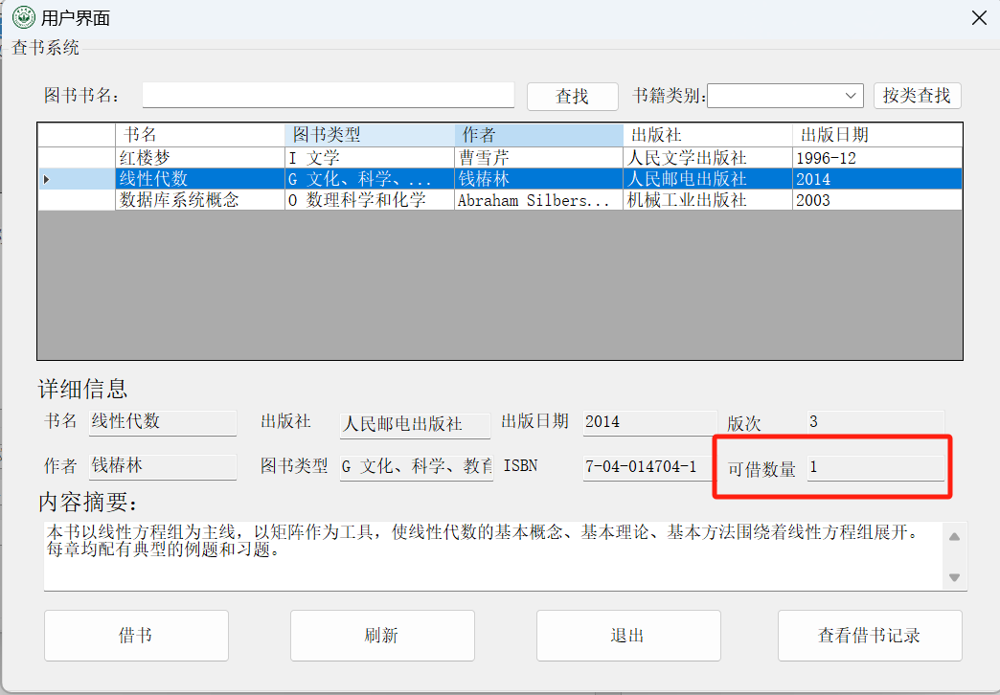 用户界面
查书系统
图书书名: 查找 书籍类别: 按类查找
书名 图书类型 作者 出版社 出版日期
红楼梦 I 文学 曹雪芹 人民文学出版社 1996-12
线性代数 G 文化、科学、... 钱椿林 人民邮电出版社 2014
数据库系统概念 O 数理科学和化学 Abraham Silbers... 机械工业出版社 2003
详细信息
书名 线性代数 出版社 人民邮电出版社 出版日期 2014 版次 3
作者 钱椿林 图书类型 G 文化、科学、教育 ISBN 7-04-014704-1 可借数量 1
内容摘要:
本书以线性方程组为主线，以矩阵作为工具，使线性代数的基本概念、基本理论、基本方法围绕着线性方程组展开。
每章均配有典型的例题和习题。
借书 刷新 退出 查看借书记录